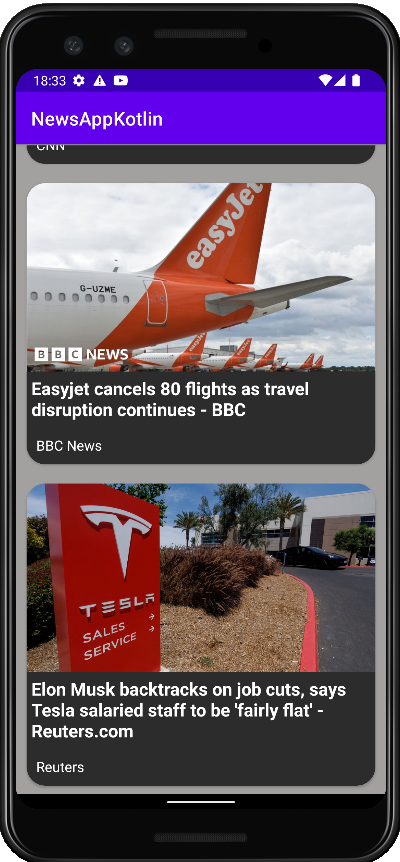 18:33
NewsAppKotlin
CNN
easyJet
G-UZME
BBC NEWS
Easyjet cancels 80 flights as travel
disruption continues - BBC
BBC News
TESLA
SALES
SERVICE
Elon Musk backtracks on job cuts, says
Tesla salaried staff to be 'fairly flat' -
Reuters.com
Reuters